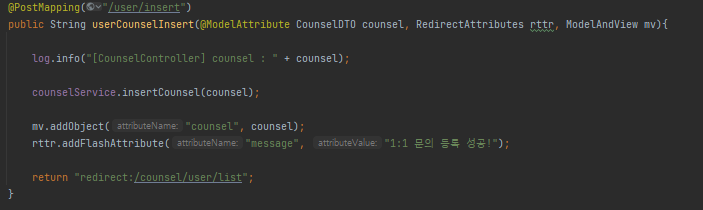 @PostMapping("/user/insert")
public String userCounselInsert(@ModelAttribute CounselDTO counsel, RedirectAttributes rttr, ModelAndView mv){
log.info("[CounselController] counsel : " + counsel);
counselService.insertCounsel(counsel);
mv.addObject( attributeName: "counsel", counsel);
rttr.addFlashAttribute( attributeName: "message", attributeValue: "1:1 문의 등록 성공!");
return "redirect:/counsel/user/list";
}